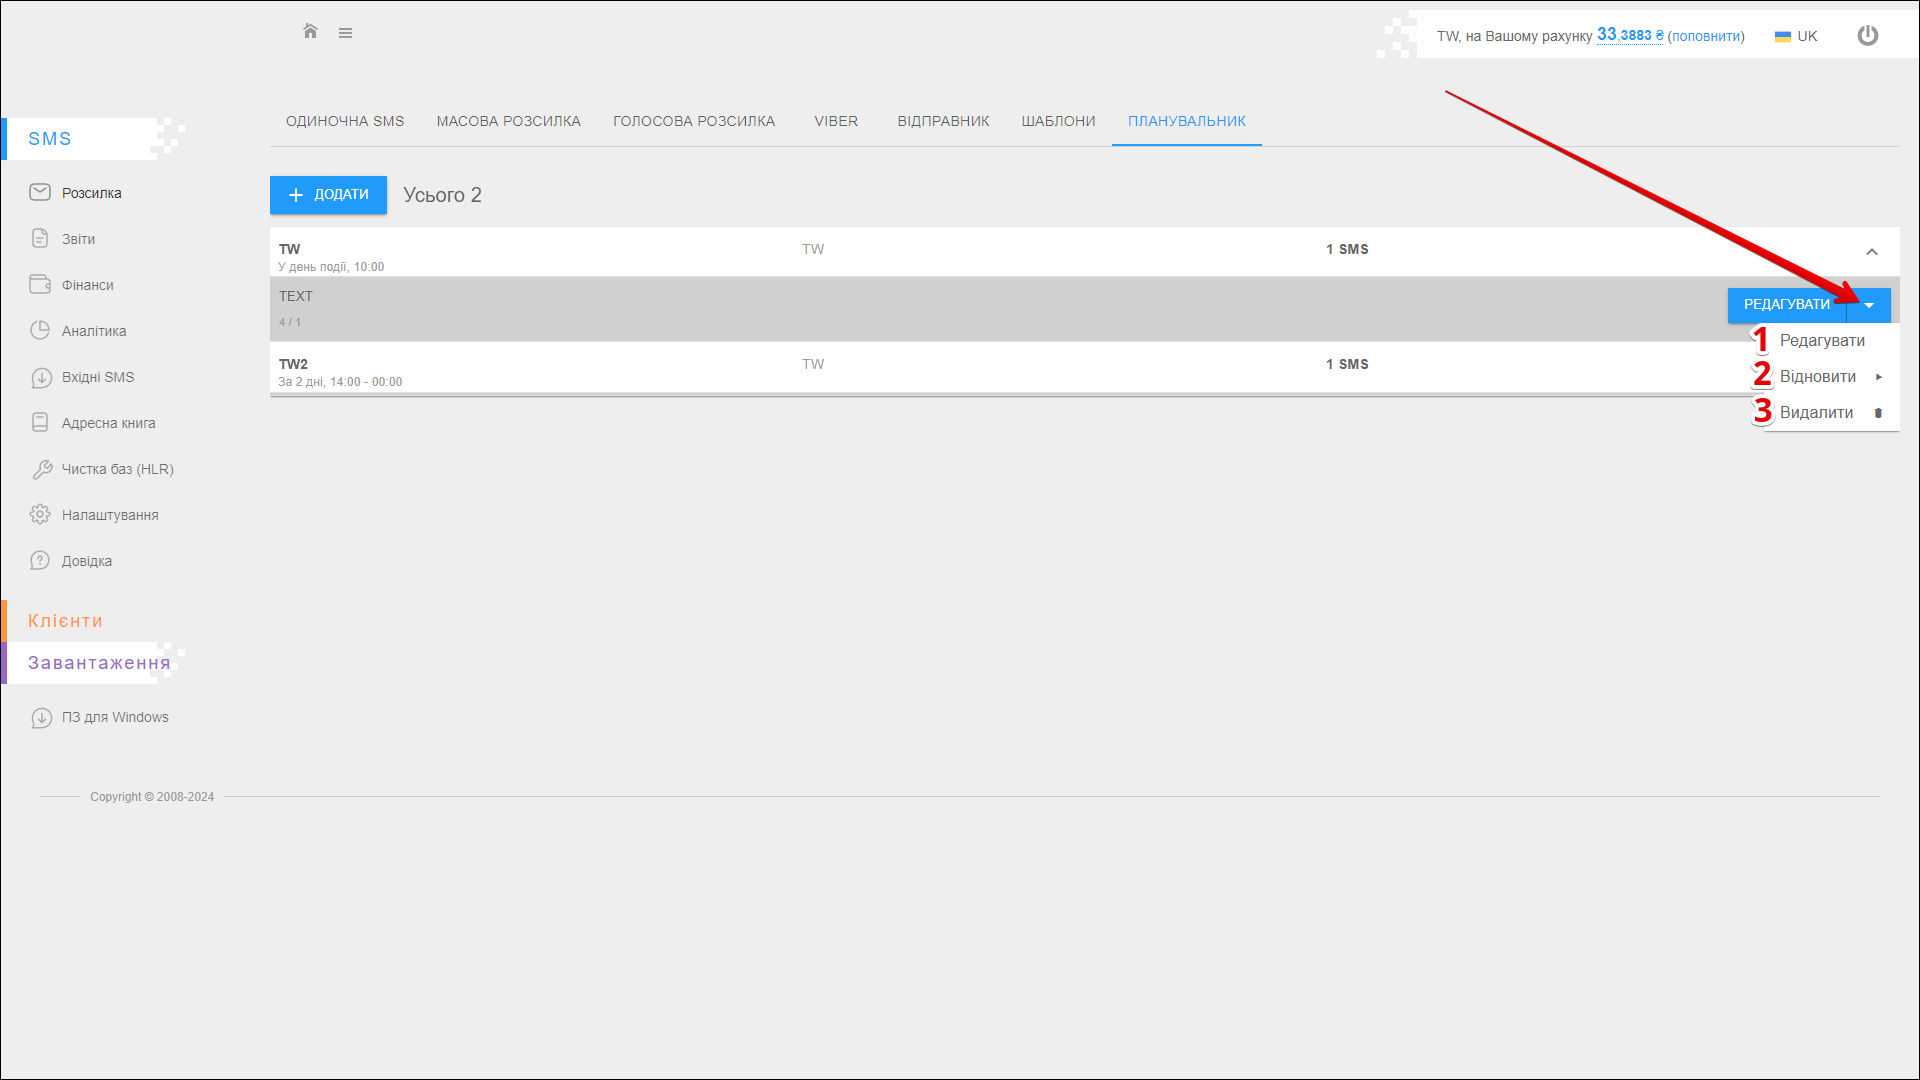 TW, на Вашому рахунку 33,3883 ₴ (поповнити)
UK
SMS
ОДИНОЧНА SMS
МАСОВА РОЗСИЛКА
ГОЛОСОВА РОЗСИЛКА
VIBER
ВІДПРАВНИК
ШАБЛОНИ
ПЛАНУВАЛЬНИК
Розсилка
Звіти
Фінанси
Аналітика
Вхідні SMS
Адресна книга
Чистка баз (HLR)
Налаштування
Довідка
Клієнти
Завантаження
ПЗ для Windows
ДОДАТИ
Усього 2
TW
TW
1 SMS
У день події, 10:00
TEXT
4 / 1
РЕДАГУВАТИ
1 Редагувати
2 Відновити
3 Видалити
TW2
TW
1 SMS
За 2 дні, 14:00 - 00:00
Copyright © 2008-2024